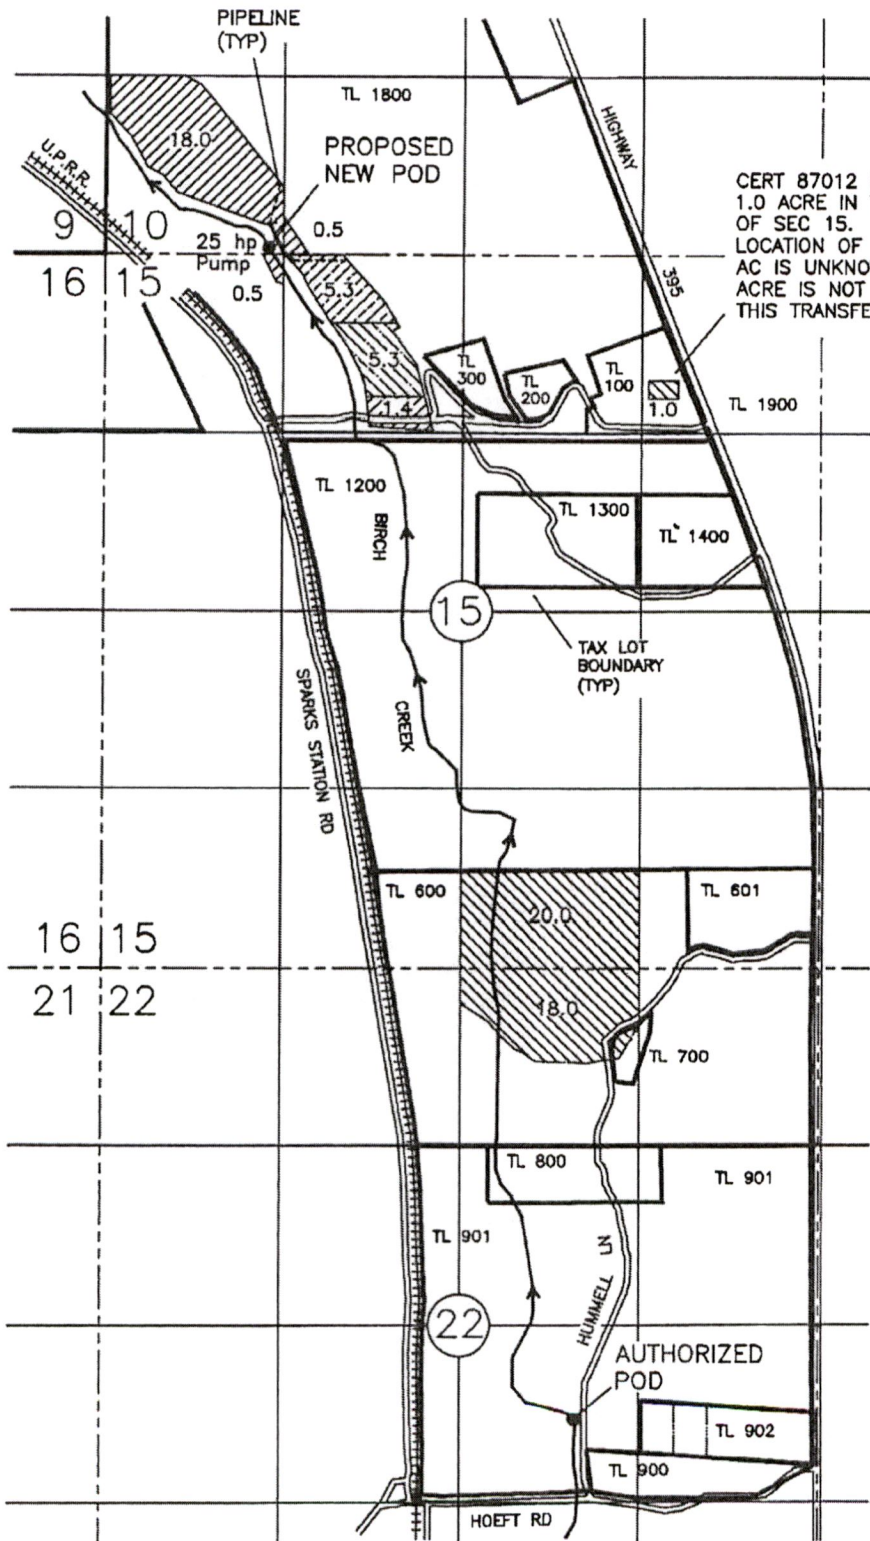 PIPELINE
(TYP)
TL 1800
HIGHWAY
18.0
PROPOSED
NEW POD
U.P.R.R.
CERT 87012
1.0 ACRE IN
OF SEC 15.
LOCATION OF
AC IS UNKNO
ACRE IS NOT
THIS TRANSFE
9 10
16 15
25 hp
Pump
0.5
0.5
5.3
395
5.3
TL
300
TL
200
TL
100
1.4
1.0
TL 1900
TL 1200
TL 1300
TL 1400
BIRCH
15
TAX LOT
BOUNDARY
(TYP)
SPARKS STATION RD
CREEK
TL 600
TL 601
20.0
16 15
21 22
18.0
TL 700
TL 800
TL 901
TL 901
HUMMELL LN
22
AUTHORIZED
POD
TL 902
TL 900
HOEFT RD